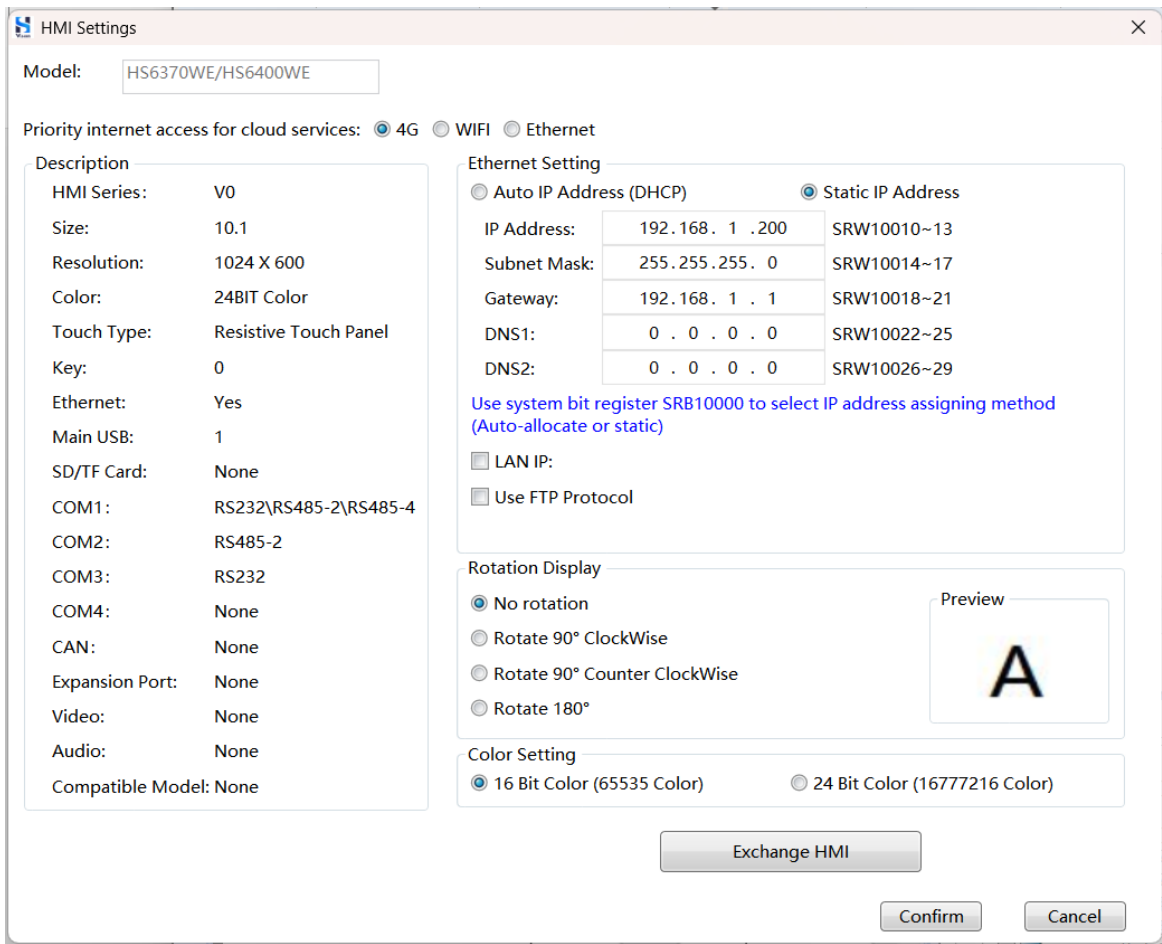 HMI Settings
Model: HS6370WE/HS6400WE
Priority internet access for cloud services: 4G WIFI Ethernet
Description
HMI Series: V0
Size: 10.1
Resolution: 1024 X 600
Color: 24BIT Color
Touch Type: Resistive Touch Panel
Key: 0
Ethernet: Yes
Main USB: 1
SD/TF Card: None
COM1: RS232\RS485-2\RS485-4
COM2: RS485-2
COM3: RS232
COM4: None
CAN: None
Expansion Port: None
Video: None
Audio: None
Compatible Model: None
Ethernet Setting
Auto IP Address (DHCP) Static IP Address
IP Address: 192.168. 1 .200 SRW10010~13
Subnet Mask: 255.255.255. 0 SRW10014~17
Gateway: 192.168. 1 . 1 SRW10018~21
DNS1: 0 . 0 . 0 . 0 SRW10022~25
DNS2: 0 . 0 . 0 . 0 SRW10026~29
Use system bit register SRB10000 to select IP address assigning method
(Auto-allocate or static)
LAN IP:
Use FTP Protocol
Rotation Display
No rotation
Rotate 90° ClockWise
Rotate 90° Counter ClockWise
Rotate 180°
Preview
A
Color Setting
16 Bit Color (65535 Color) 24 Bit Color (16777216 Color)
Exchange HMI
Confirm Cancel